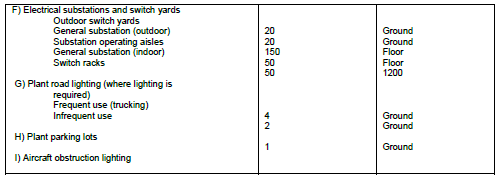 F) Electrical substations and switch yards
Outdoor switch yards
General substation (outdoor) 20 Ground
Substation operating aisles 20 Ground
General substation (indoor) 150 Floor
Switch racks 50 Floor
50 1200
G) Plant road lighting (where lighting is
required)
Frequent use (trucking)
Infrequent use 4 Ground
2 Ground
H) Plant parking lots
1 Ground
I) Aircraft obstruction lighting